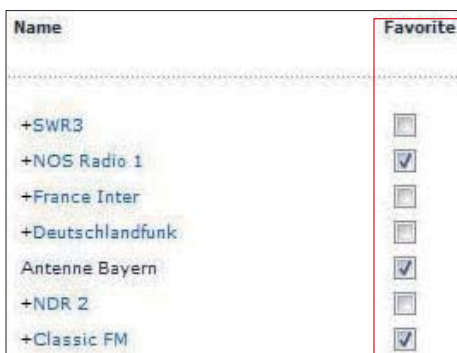 Name Favorite
+SWR3
+NOS Radio 1
+France Inter
+Deutschlandfunk
Antenne Bayern
+NDR 2
+Classic FM